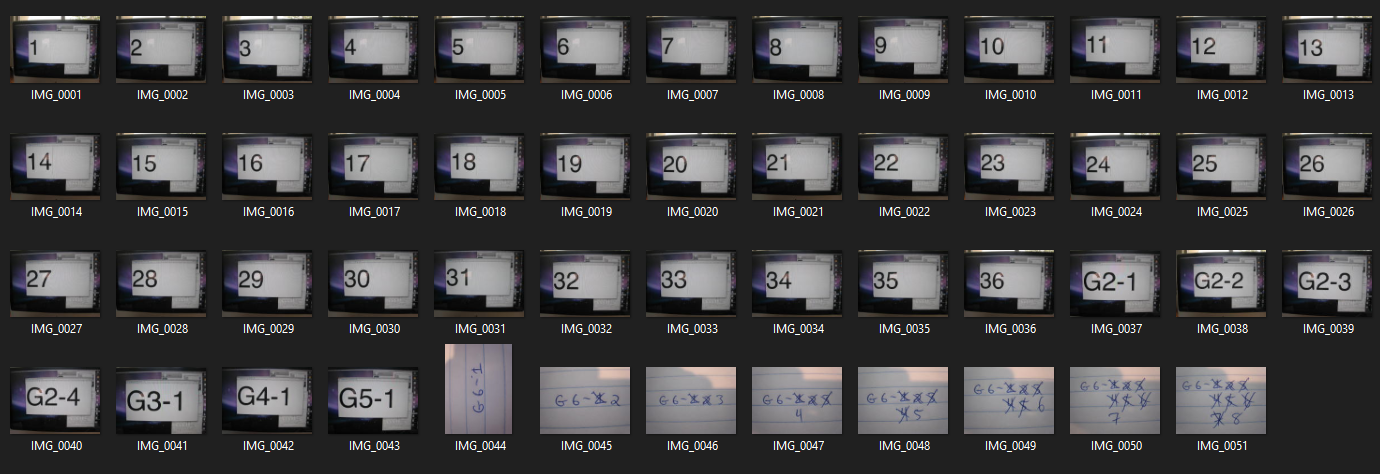 1 2 3 4 5 6 7 8 9 10 11 12 13
IMG_0001 IMG_0002 IMG_0003 IMG_0004 IMG_0005 IMG_0006 IMG_0007 IMG_0008 IMG_0009 IMG_0010 IMG_0011 IMG_0012 IMG_0013
14 15 16 17 18 19 20 21 22 23 24 25 26
IMG_0014 IMG_0015 IMG_0016 IMG_0017 IMG_0018 IMG_0019 IMG_0020 IMG_0021 IMG_0022 IMG_0023 IMG_0024 IMG_0025 IMG_0026
27 28 29 30 31 32 33 34 35 36 G2-1 G2-2 G2-3
IMG_0027 IMG_0028 IMG_0029 IMG_0030 IMG_0031 IMG_0032 IMG_0033 IMG_0034 IMG_0035 IMG_0036 IMG_0037 IMG_0038 IMG_0039
G2-4 G3-1 G4-1 G5-1 G6-1 G6-2 G6-3 G6-4 G6-5 G6-6 G6-7 G6-8
IMG_0040 IMG_0041 IMG_0042 IMG_0043 IMG_0044 IMG_0045 IMG_0046 IMG_0047 IMG_0048 IMG_0049 IMG_0050 IMG_0051